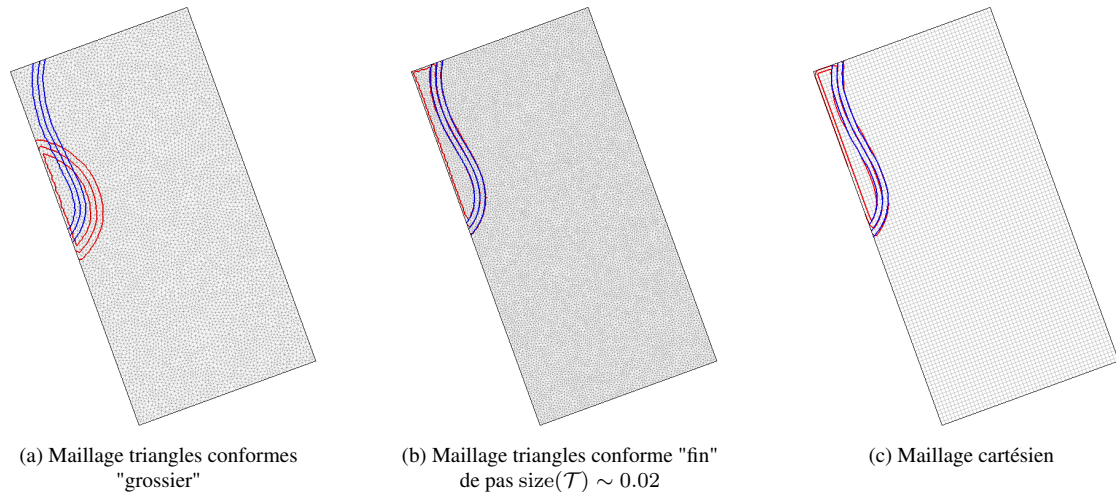 (a) Maillage triangles conformes
"grossier"
(b) Maillage triangles conforme "fin"
de pas size(𝒯) ∼ 0.02
(c) Maillage cartésien